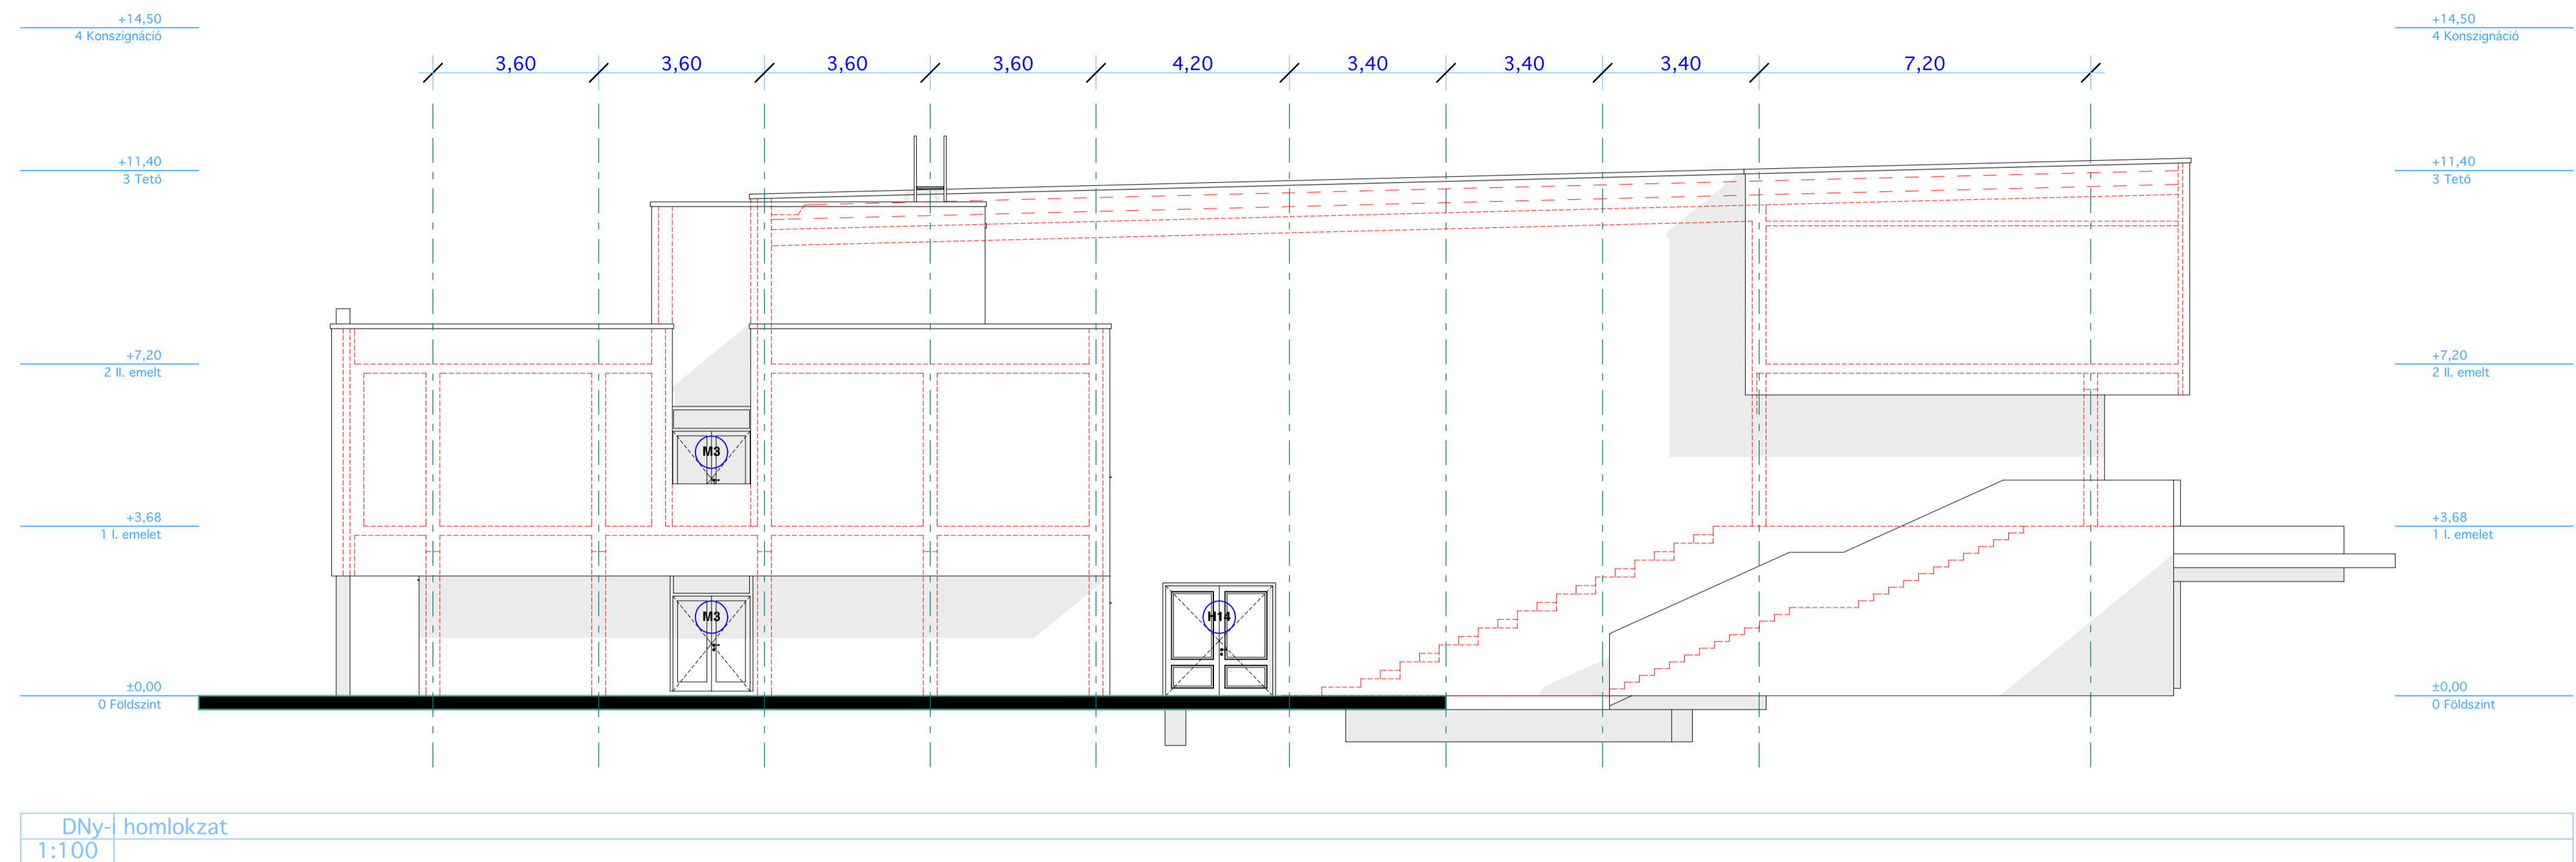 +14,50
4 Konszignáció
+14,50
4 Konszignáció
3,60 3,60 3,60 3,60 4,20 3,40 3,40 3,40 7,20
+11,40
3 Tető
+11,40
3 Tető
+7,20
2 II. emelt
+7,20
2 II. emelt
M3
+3,68
1 I. emelet
+3,68
1 I. emelet
M3
H14
±0,00
0 Földszint
±0,00
0 Földszint
DNy-i homlokzat
1:100